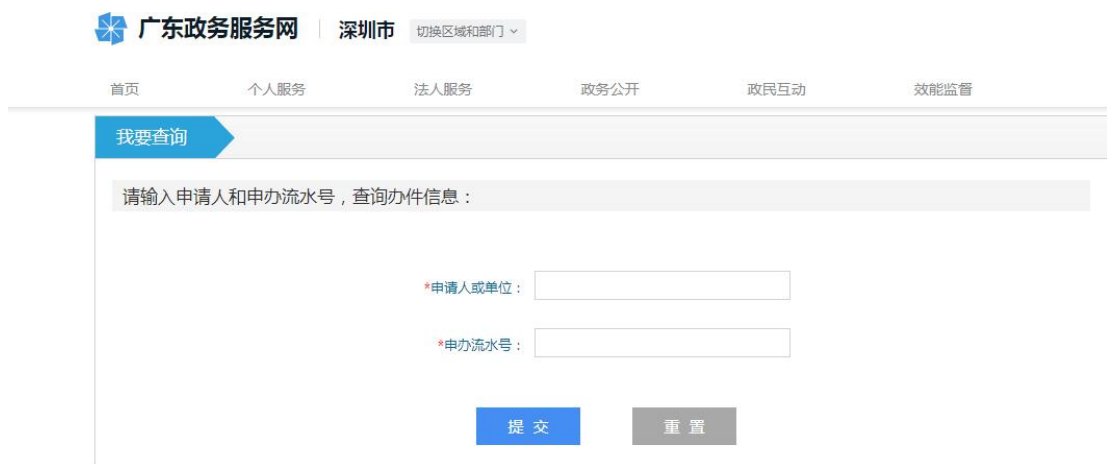 广东政务服务网 深圳市 切换区域和部门
首页 个人服务 法人服务 政务公开 政民互动 效能监督
我要查询
请输入申请人和申办流水号，查询办件信息：
*申请人或单位：
*申办流水号：
提 交 重 置